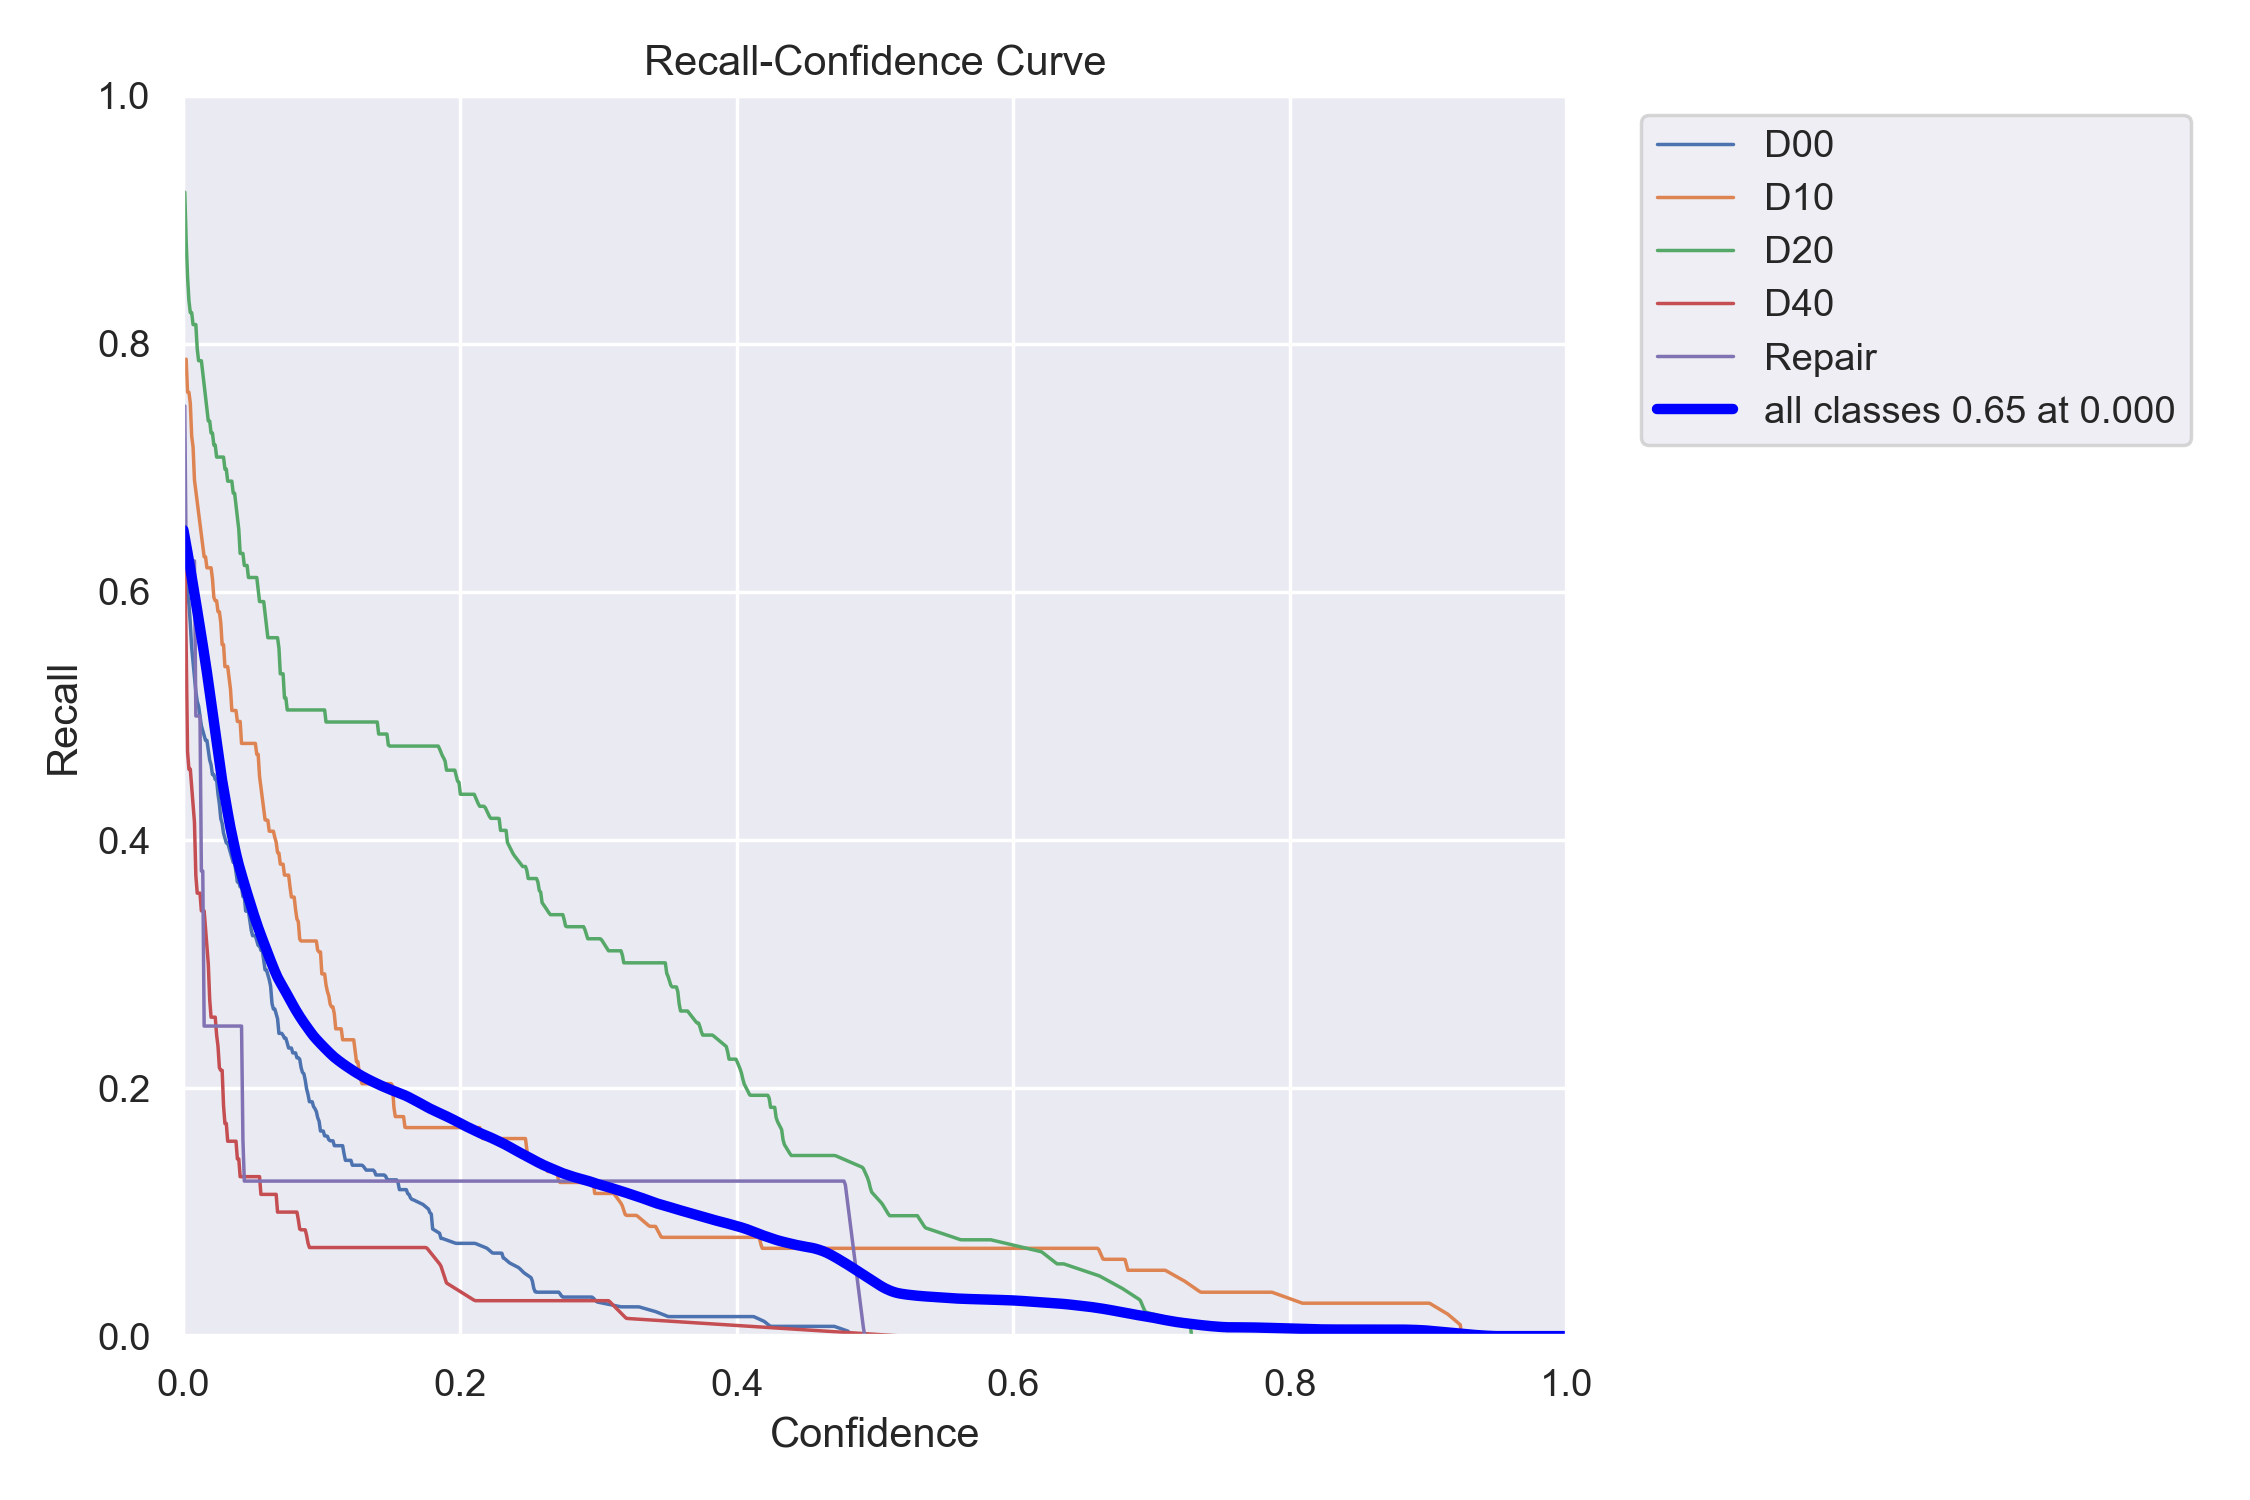 Recall-Confidence Curve
1.0
0.8
0.6
0.4
0.2
0.0
Recall
0.0 0.2 0.4 0.6 0.8 1.0
Confidence
D00
D10
D20
D40
Repair
all classes 0.65 at 0.000